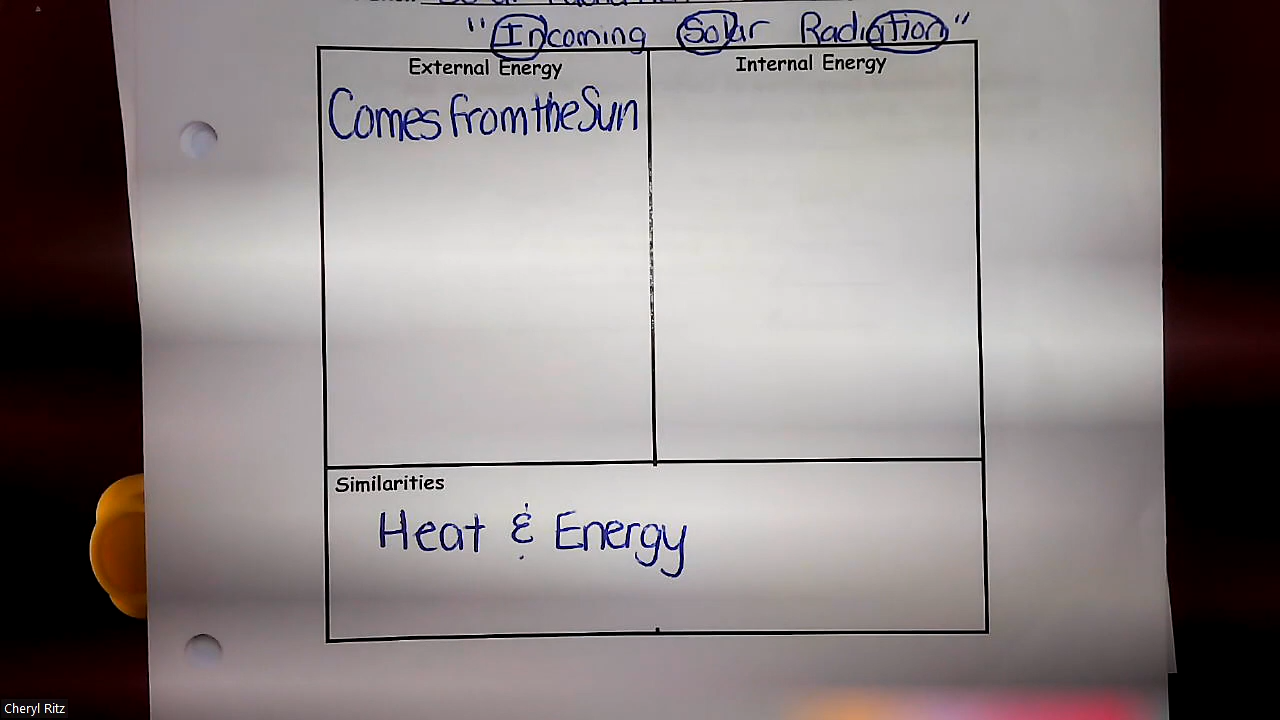 "Incoming Solar Radiation"
External Energy
Internal Energy
Comes from the Sun
Similarities
Heat & Energy
Cheryl Ritz